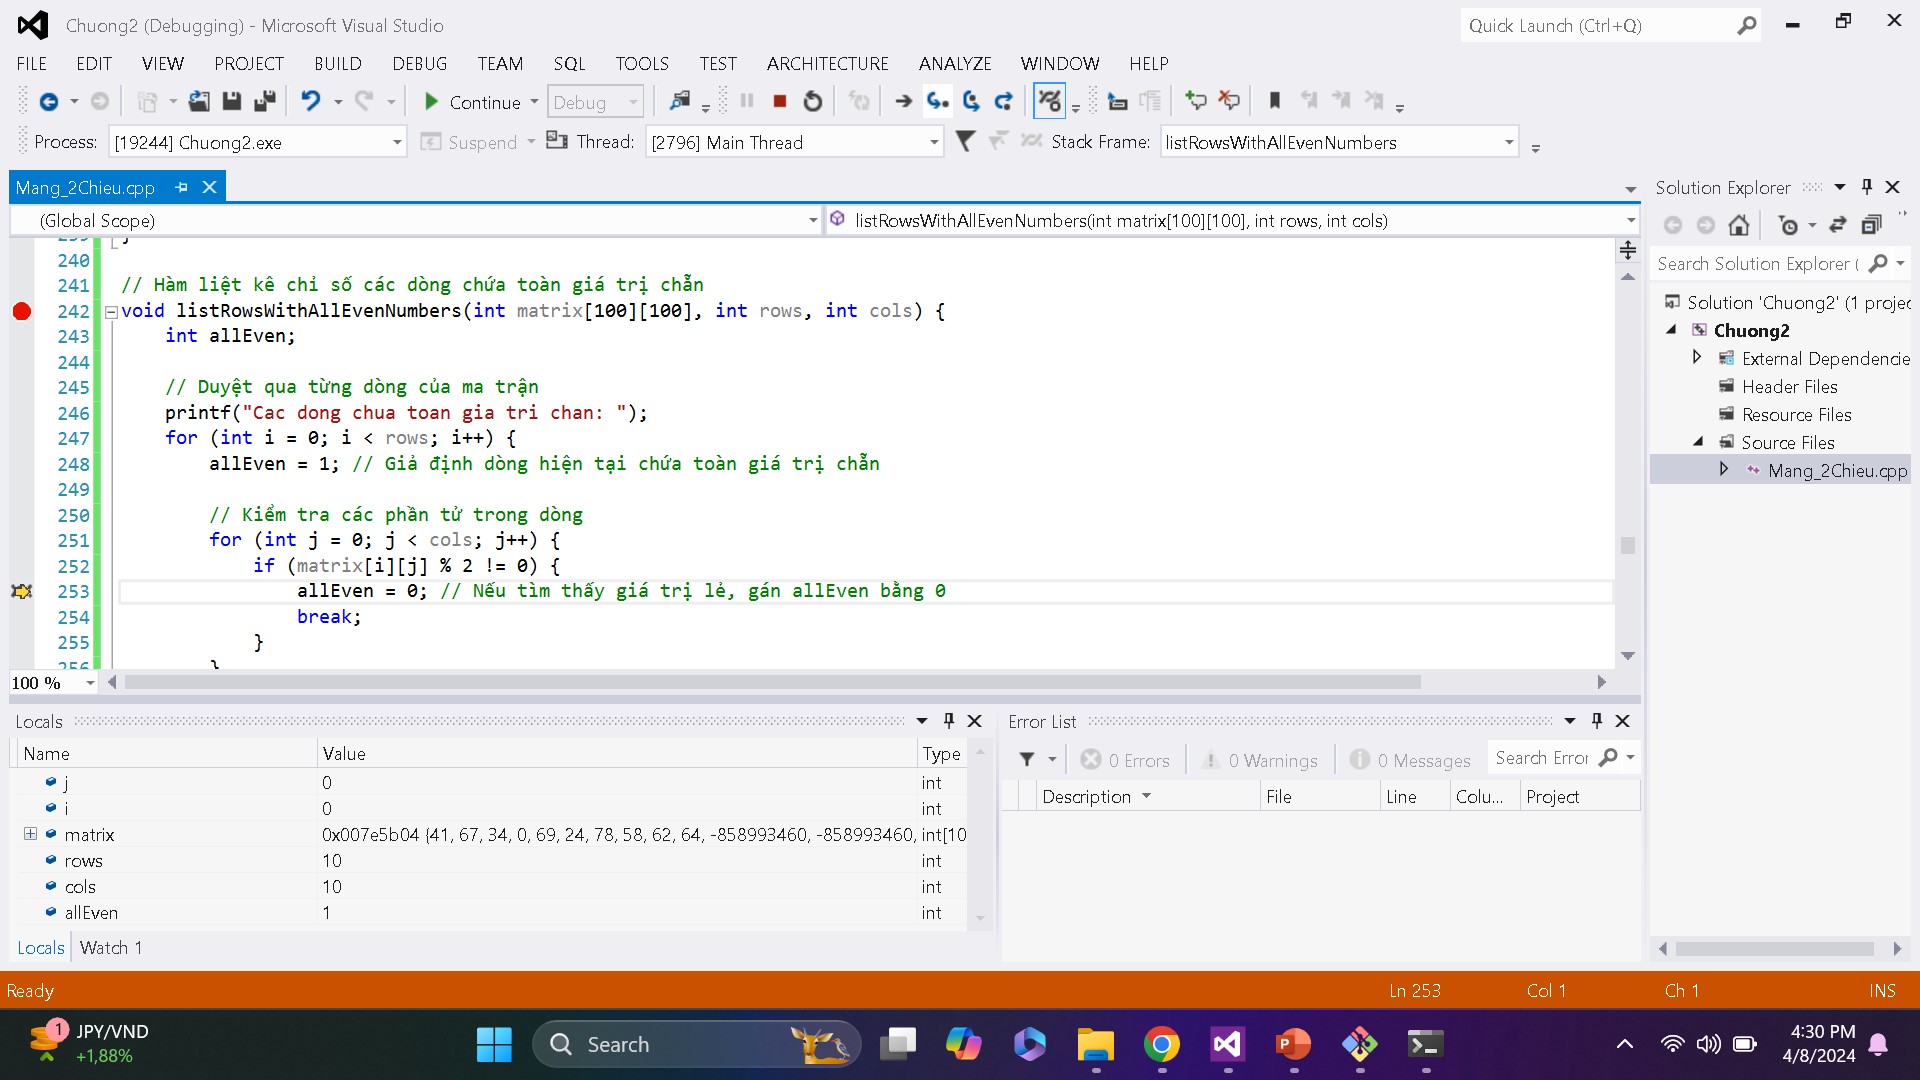 Chuong2 (Debugging) - Microsoft Visual Studio
Quick Launch (Ctrl+Q)
FILE EDIT VIEW PROJECT BUILD DEBUG TEAM SQL TOOLS TEST ARCHITECTURE ANALYZE WINDOW HELP
Continue Debug
Process: [19244] Chuong2.exe Suspend Thread: [2796] Main Thread Stack Frame: listRowsWithAllEvenNumbers
Mang_2Chieu.cpp
(Global Scope) listRowsWithAllEvenNumbers(int matrix[100][100], int rows, int cols)
239 }
240
241 // Hàm liệt kê chỉ số các dòng chứa toàn giá trị chẵn
242 void listRowsWithAllEvenNumbers(int matrix[100][100], int rows, int cols) {
243 int allEven;
244
245 // Duyệt qua từng dòng của ma trận
246 printf("Cac dong chua toan gia tri chan: ");
247 for (int i = 0; i < rows; i++) {
248 allEven = 1; // Giả định dòng hiện tại chứa toàn giá trị chẵn
249
250 // Kiểm tra các phần tử trong dòng
251 for (int j = 0; j < cols; j++) {
252 if (matrix[i][j] % 2 != 0) {
253 allEven = 0; // Nếu tìm thấy giá trị lẻ, gán allEven bằng 0
254 break;
255 }
256 }
100 %
Solution Explorer
Search Solution Explorer (
Solution 'Chuong2' (1 projec
Chuong2
External Dependencie
Header Files
Resource Files
Source Files
Mang_2Chieu.cpp
Locals
Name Value Type
j 0 int
i 0 int
matrix 0x007e5b04 {41, 67, 34, 0, 69, 24, 78, 58, 62, 64, -858993460, -858993460, int[10
rows 10 int
cols 10 int
allEven 1 int
Locals Watch 1
Error List
0 Errors 0 Warnings 0 Messages Search Error
Description File Line Colu... Project
Ready Ln 253 Col 1 Ch 1 INS
1 JPY/VND
+1,88%
Search
4:30 PM
4/8/2024